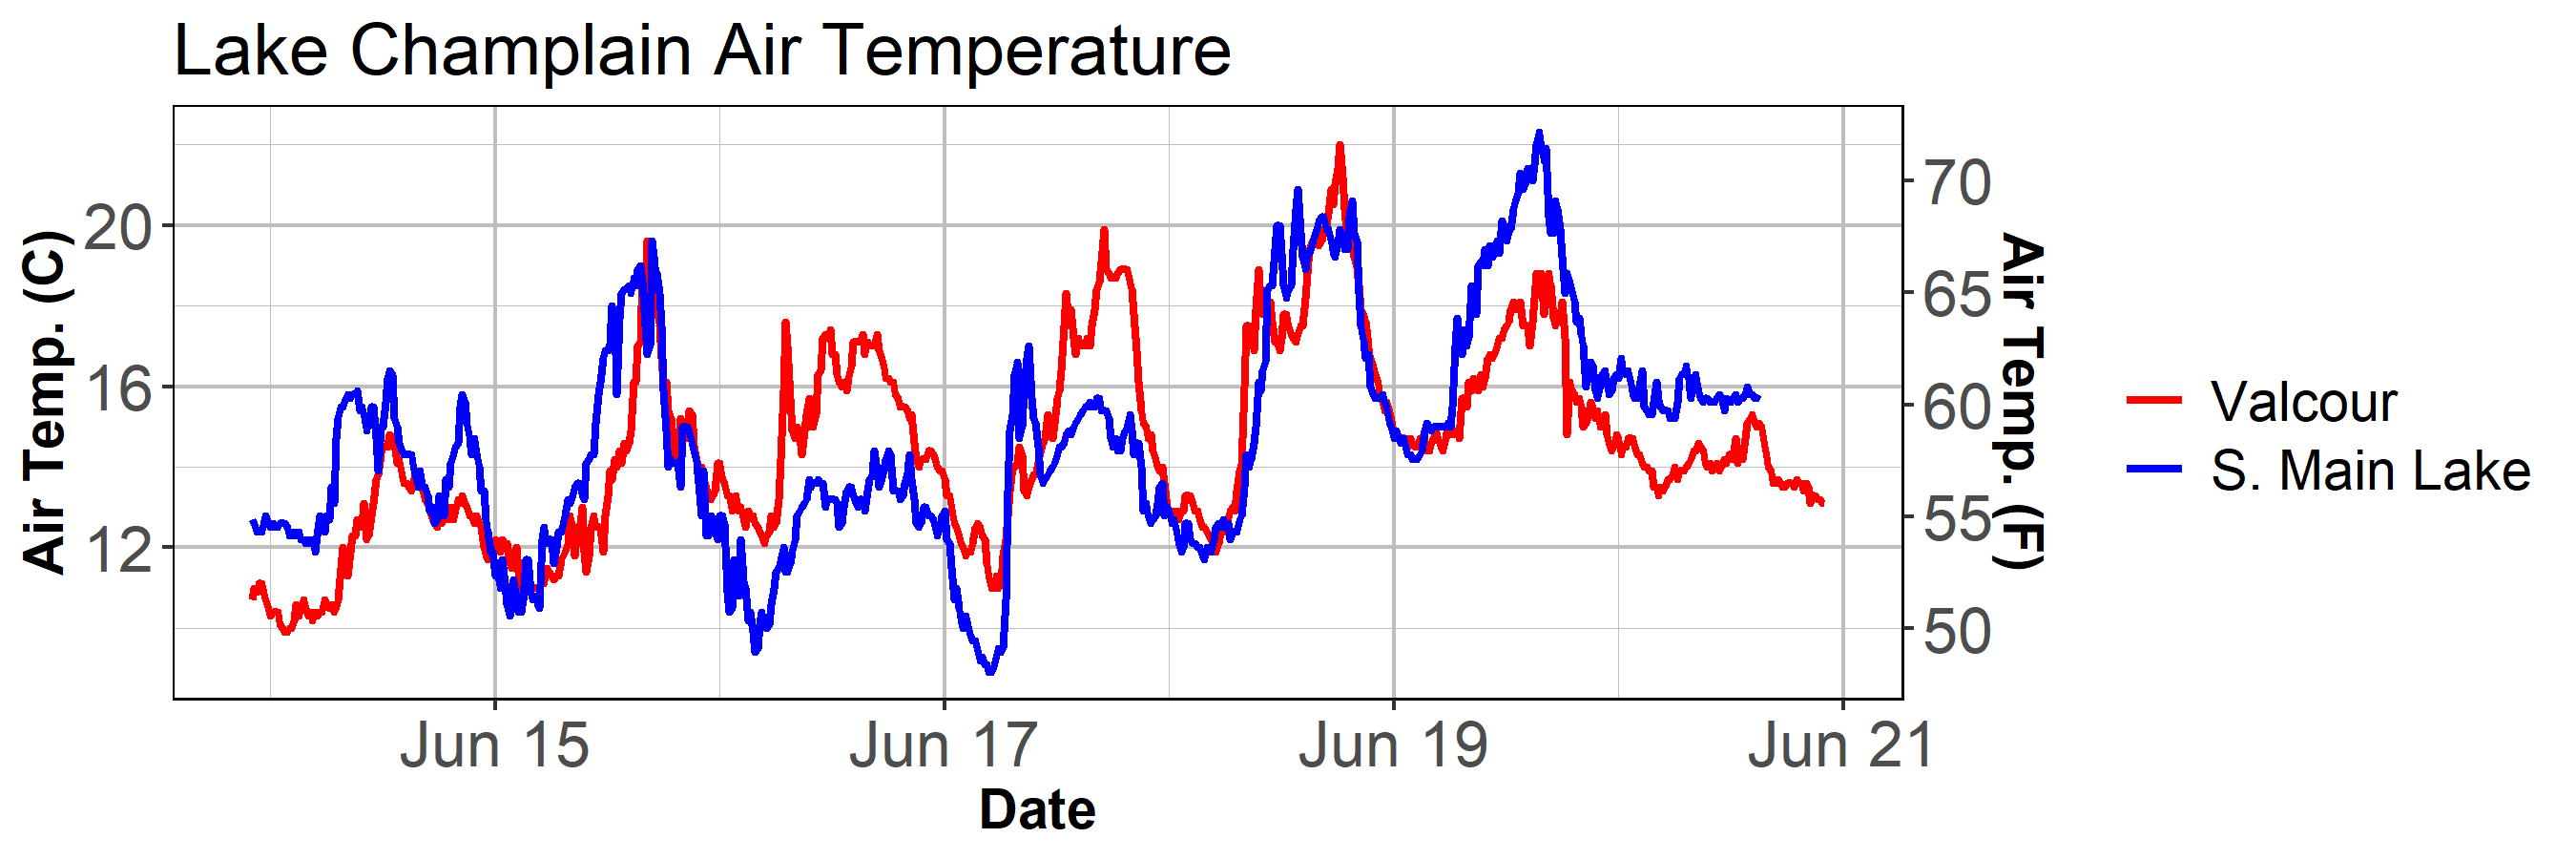 Lake Champlain Air Temperature
Air Temp. (C)
20
16
12
70
65
60
55
50
Air Temp. (F)
Jun 15
Jun 17
Jun 19
Jun 21
Date
Valcour
S. Main Lake